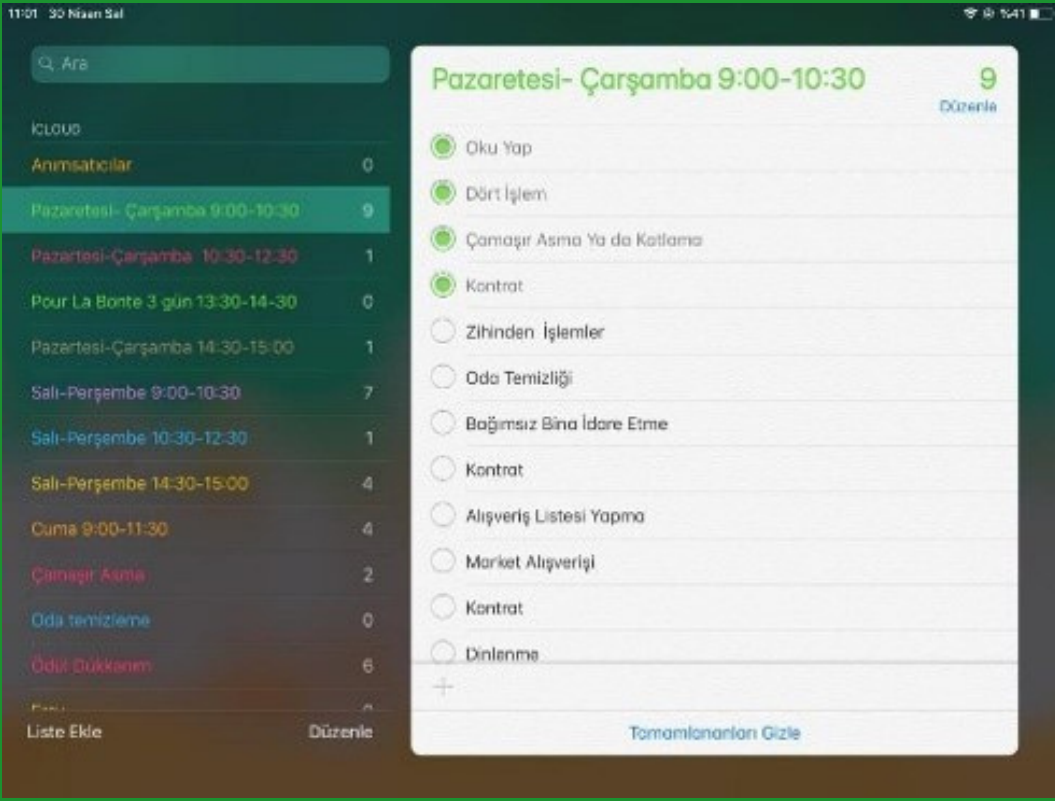 11:01 30 Nisan Sal
%41
Ara
İCLOUD
Anımsatıcılar 0
Pazaretesi- Çarşamba 9:00-10:30 9
Pazartesi-Çarşamba 10:30-12:30 1
Pour La Bonte 3 gün 13:30-14-30 0
Pazartesi-Çarşamba 14:30-15:00 1
Salı-Perşembe 9:00-10:30 7
Salı-Perşembe 10:30-12:30 1
Salı-Perşembe 14:30-15:00 4
Cuma 9:00-11:30 4
Çamaşır Asma 2
Oda temizleme 0
Ödül Dükkanım 6
Liste Ekle
Düzenle
Pazaretesi- Çarşamba 9:00-10:30 9
Düzenle
Oku Yap
Dört İşlem
Çamaşır Asma Ya da Katlama
Kontrat
Zihinden İşlemler
Oda Temizliği
Bağımsız Bina İdare Etme
Kontrat
Alışveriş Listesi Yapma
Market Alışverişi
Kontrat
Dinlenme
Tamamlananları Gizle